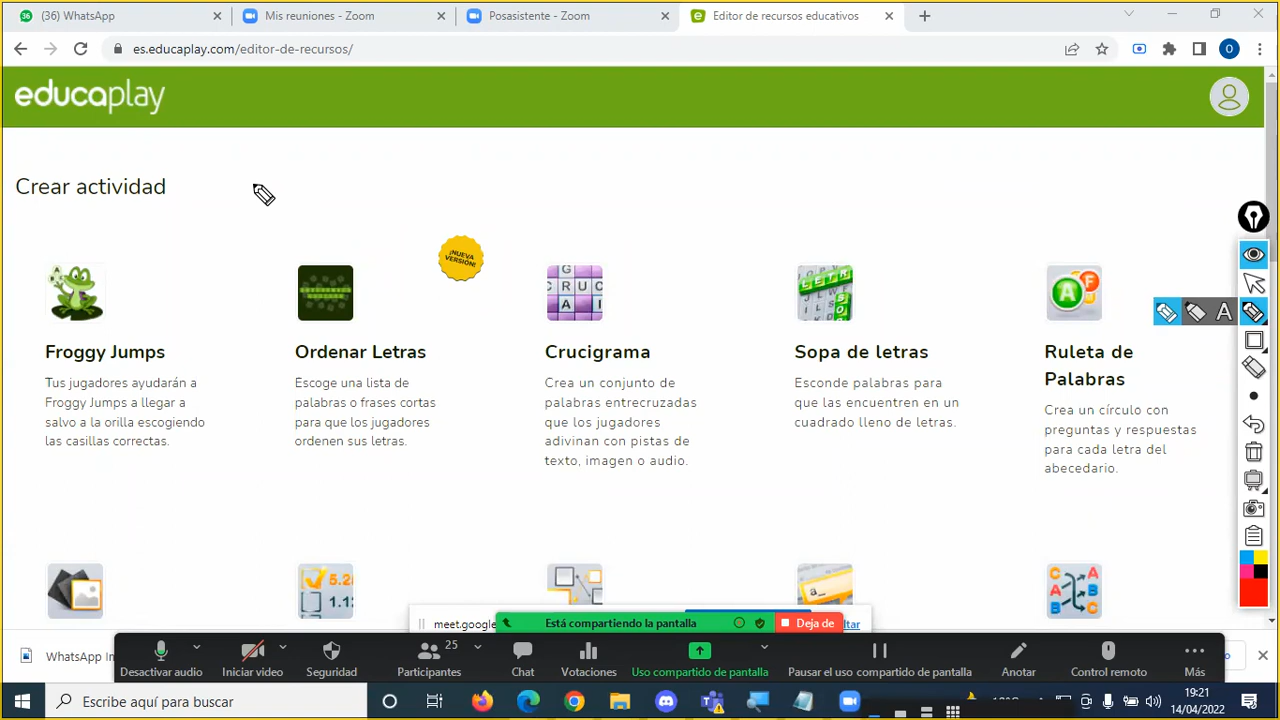 (36) WhatsApp
Mis reuniones - Zoom
Posasistente - Zoom
Editor de recursos educativos
es.educaplay.com/editor-de-recursos/
O
educaplay
Crear actividad
¡NUEVA
VERSIÓN!
Froggy Jumps
Tus jugadores ayudarán a
Froggy Jumps a llegar a
salvo a la orilla escogiendo
las casillas correctas.
Ordenar Letras
Escoge una lista de
palabras o frases cortas
para que los jugadores
ordenen sus letras.
Crucigrama
Crea un conjunto de
palabras entrecruzadas
que los jugadores
adivinan con pistas de
texto, imagen o audio.
Sopa de letras
Esconde palabras para
que las encuentren en un
cuadrado lleno de letras.
Ruleta de
Palabras
Crea un círculo con
preguntas y respuestas
para cada letra del
abecedario.
A
meet.google
Está compartiendo la pantalla
Deja de
ltar
WhatsApp In
Desactivar audio
Iniciar video
Seguridad
25
Participantes
Chat
Votaciones
Uso compartido de pantalla
Pausar el uso compartido de pantalla
Anotar
Control remoto
Más
Escribe aquí para buscar
19:21
14/04/2022